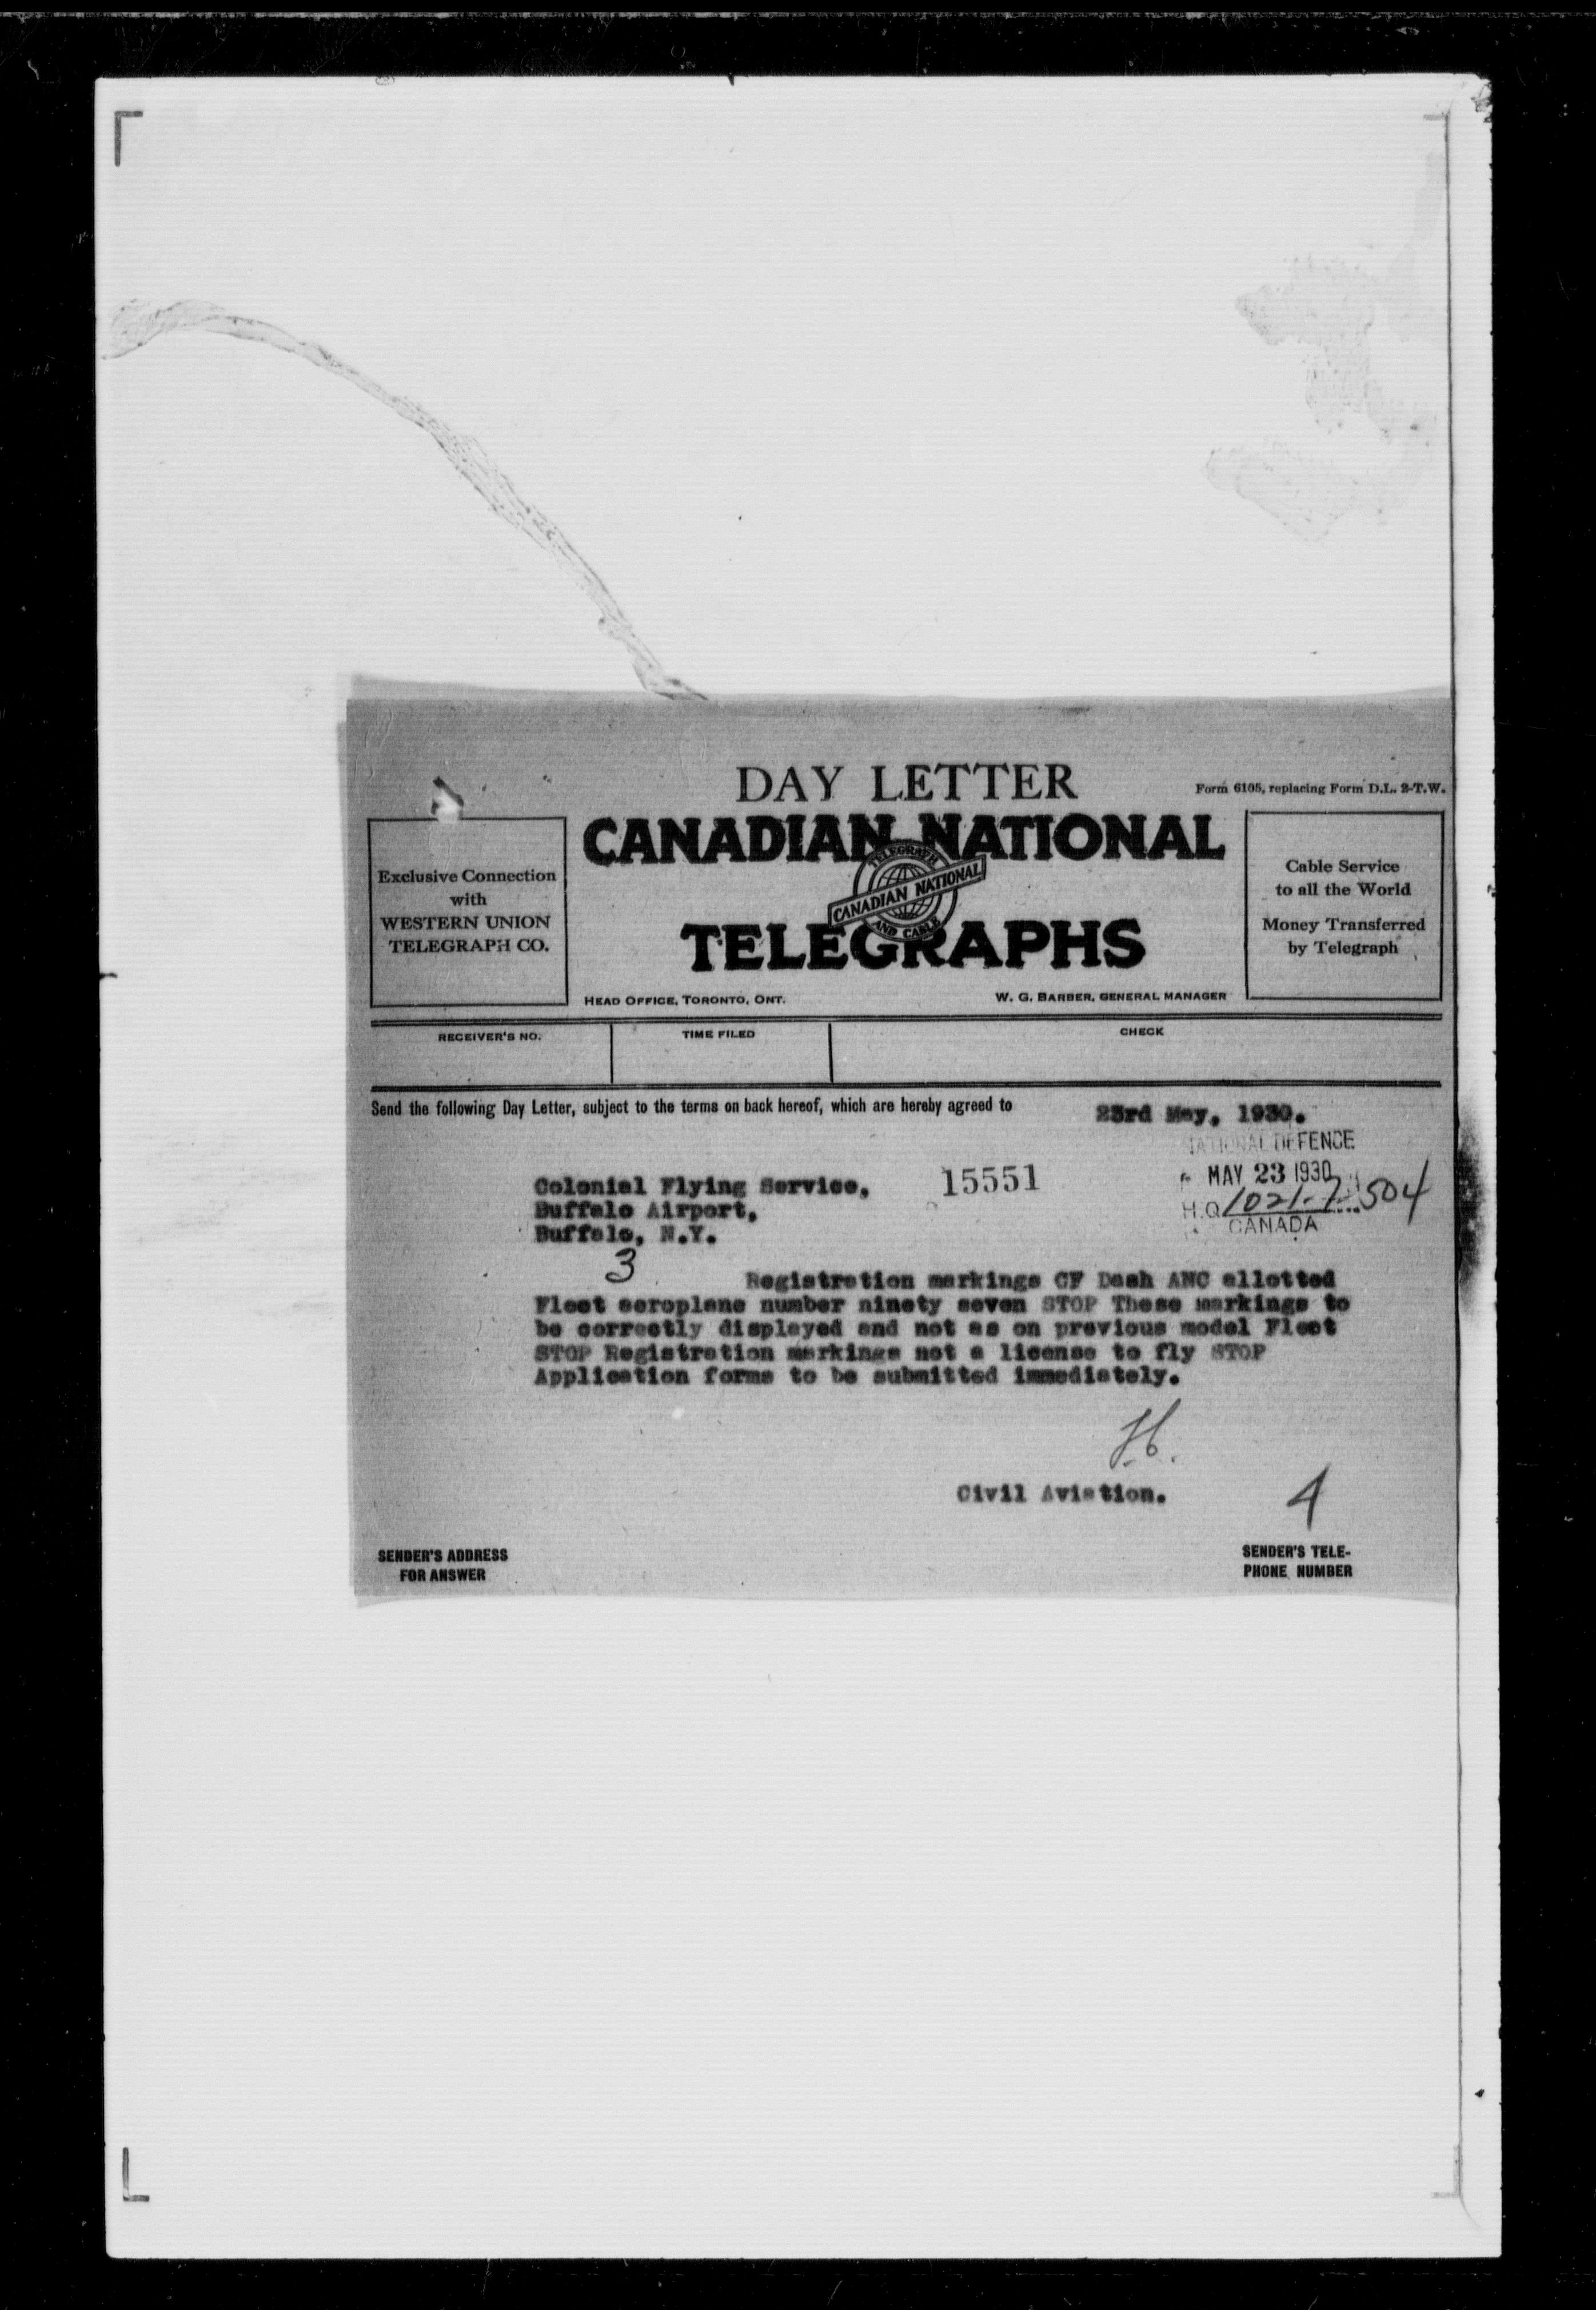 DAY LETTER
Form 6105, replacing Form D.L. 2-T.W.
CANADIAN NATIONAL
TELEGRAPH
CANADIAN NATIONAL
AND CABLE
TELEGRAPHS
Exclusive Connection
with
WESTERN UNION
TELEGRAPH CO.
Cable Service
to all the World
Money Transferred
by Telegraph
HEAD OFFICE, TORONTO, ONT.
W. G. BARBER, GENERAL MANAGER
RECEIVER'S NO. TIME FILED CHECK
Send the following Day Letter, subject to the terms on back hereof, which are hereby agreed to
23rd May, 1930.
NATIONAL DEFENCE
MAY 23 1930
H.Q. 1021-7-504
CANADA
15551
Colonial Flying Service,
Buffalo Airport,
Buffalo, N.Y.
3
Registration markings CF Dash ANC allotted
Fleet aeroplane number ninety seven STOP These markings to
be correctly displayed and not as on previous model Fleet
STOP Registration markings not a license to fly STOP
Application forms to be submitted immediately.
Civil Aviation.
4
SENDER'S ADDRESS
FOR ANSWER
SENDER'S TELE-
PHONE NUMBER